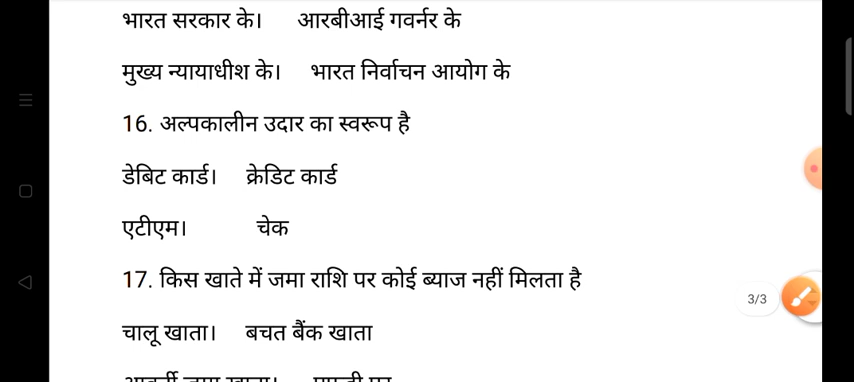 भारत सरकार के। आरबीआई गवर्नर के
मुख्य न्यायाधीश के। भारत निर्वाचन आयोग के
16. अल्पकालीन उदार का स्वरूप है
डेबिट कार्ड। क्रेडिट कार्ड
एटीएम। चेक
17. किस खाते में जमा राशि पर कोई ब्याज नहीं मिलता है
3/3
चालू खाता। बचत बैंक खाता